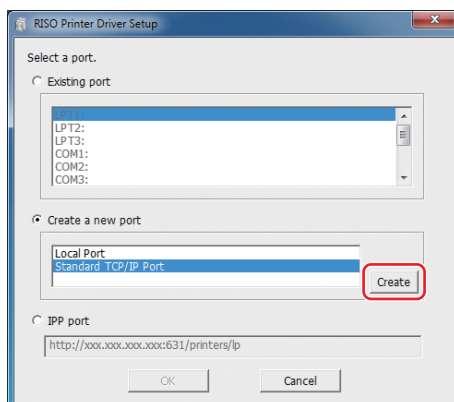 RISO Printer Driver Setup
Select a port.
Existing port
LPT1:
LPT2:
LPT3:
COM1:
COM2:
COM3:
Create a new port
Local Port
Standard TCP/IP Port
Create
IPP port
http://xxx.xxx.xxx.xxx:631/printers/lp
OK
Cancel